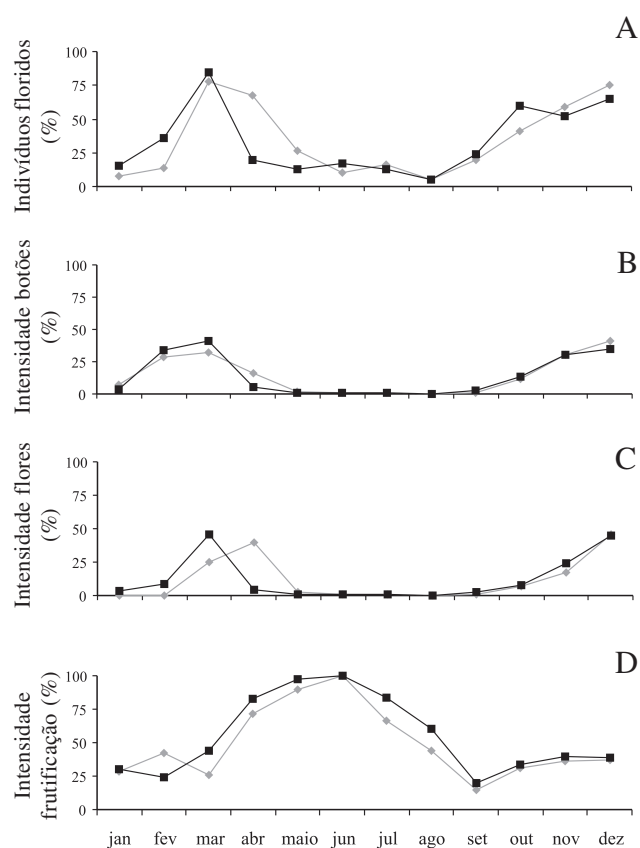 A
Indivíduos floridos
(%)
100
75
50
25
0
B
Intensidade botões
(%)
100
75
50
25
0
C
Intensidade flores
(%)
100
75
50
25
0
D
Intensidade
frutificação (%)
100
75
50
25
0
jan fev mar abr maio jun jul ago set out nov dez